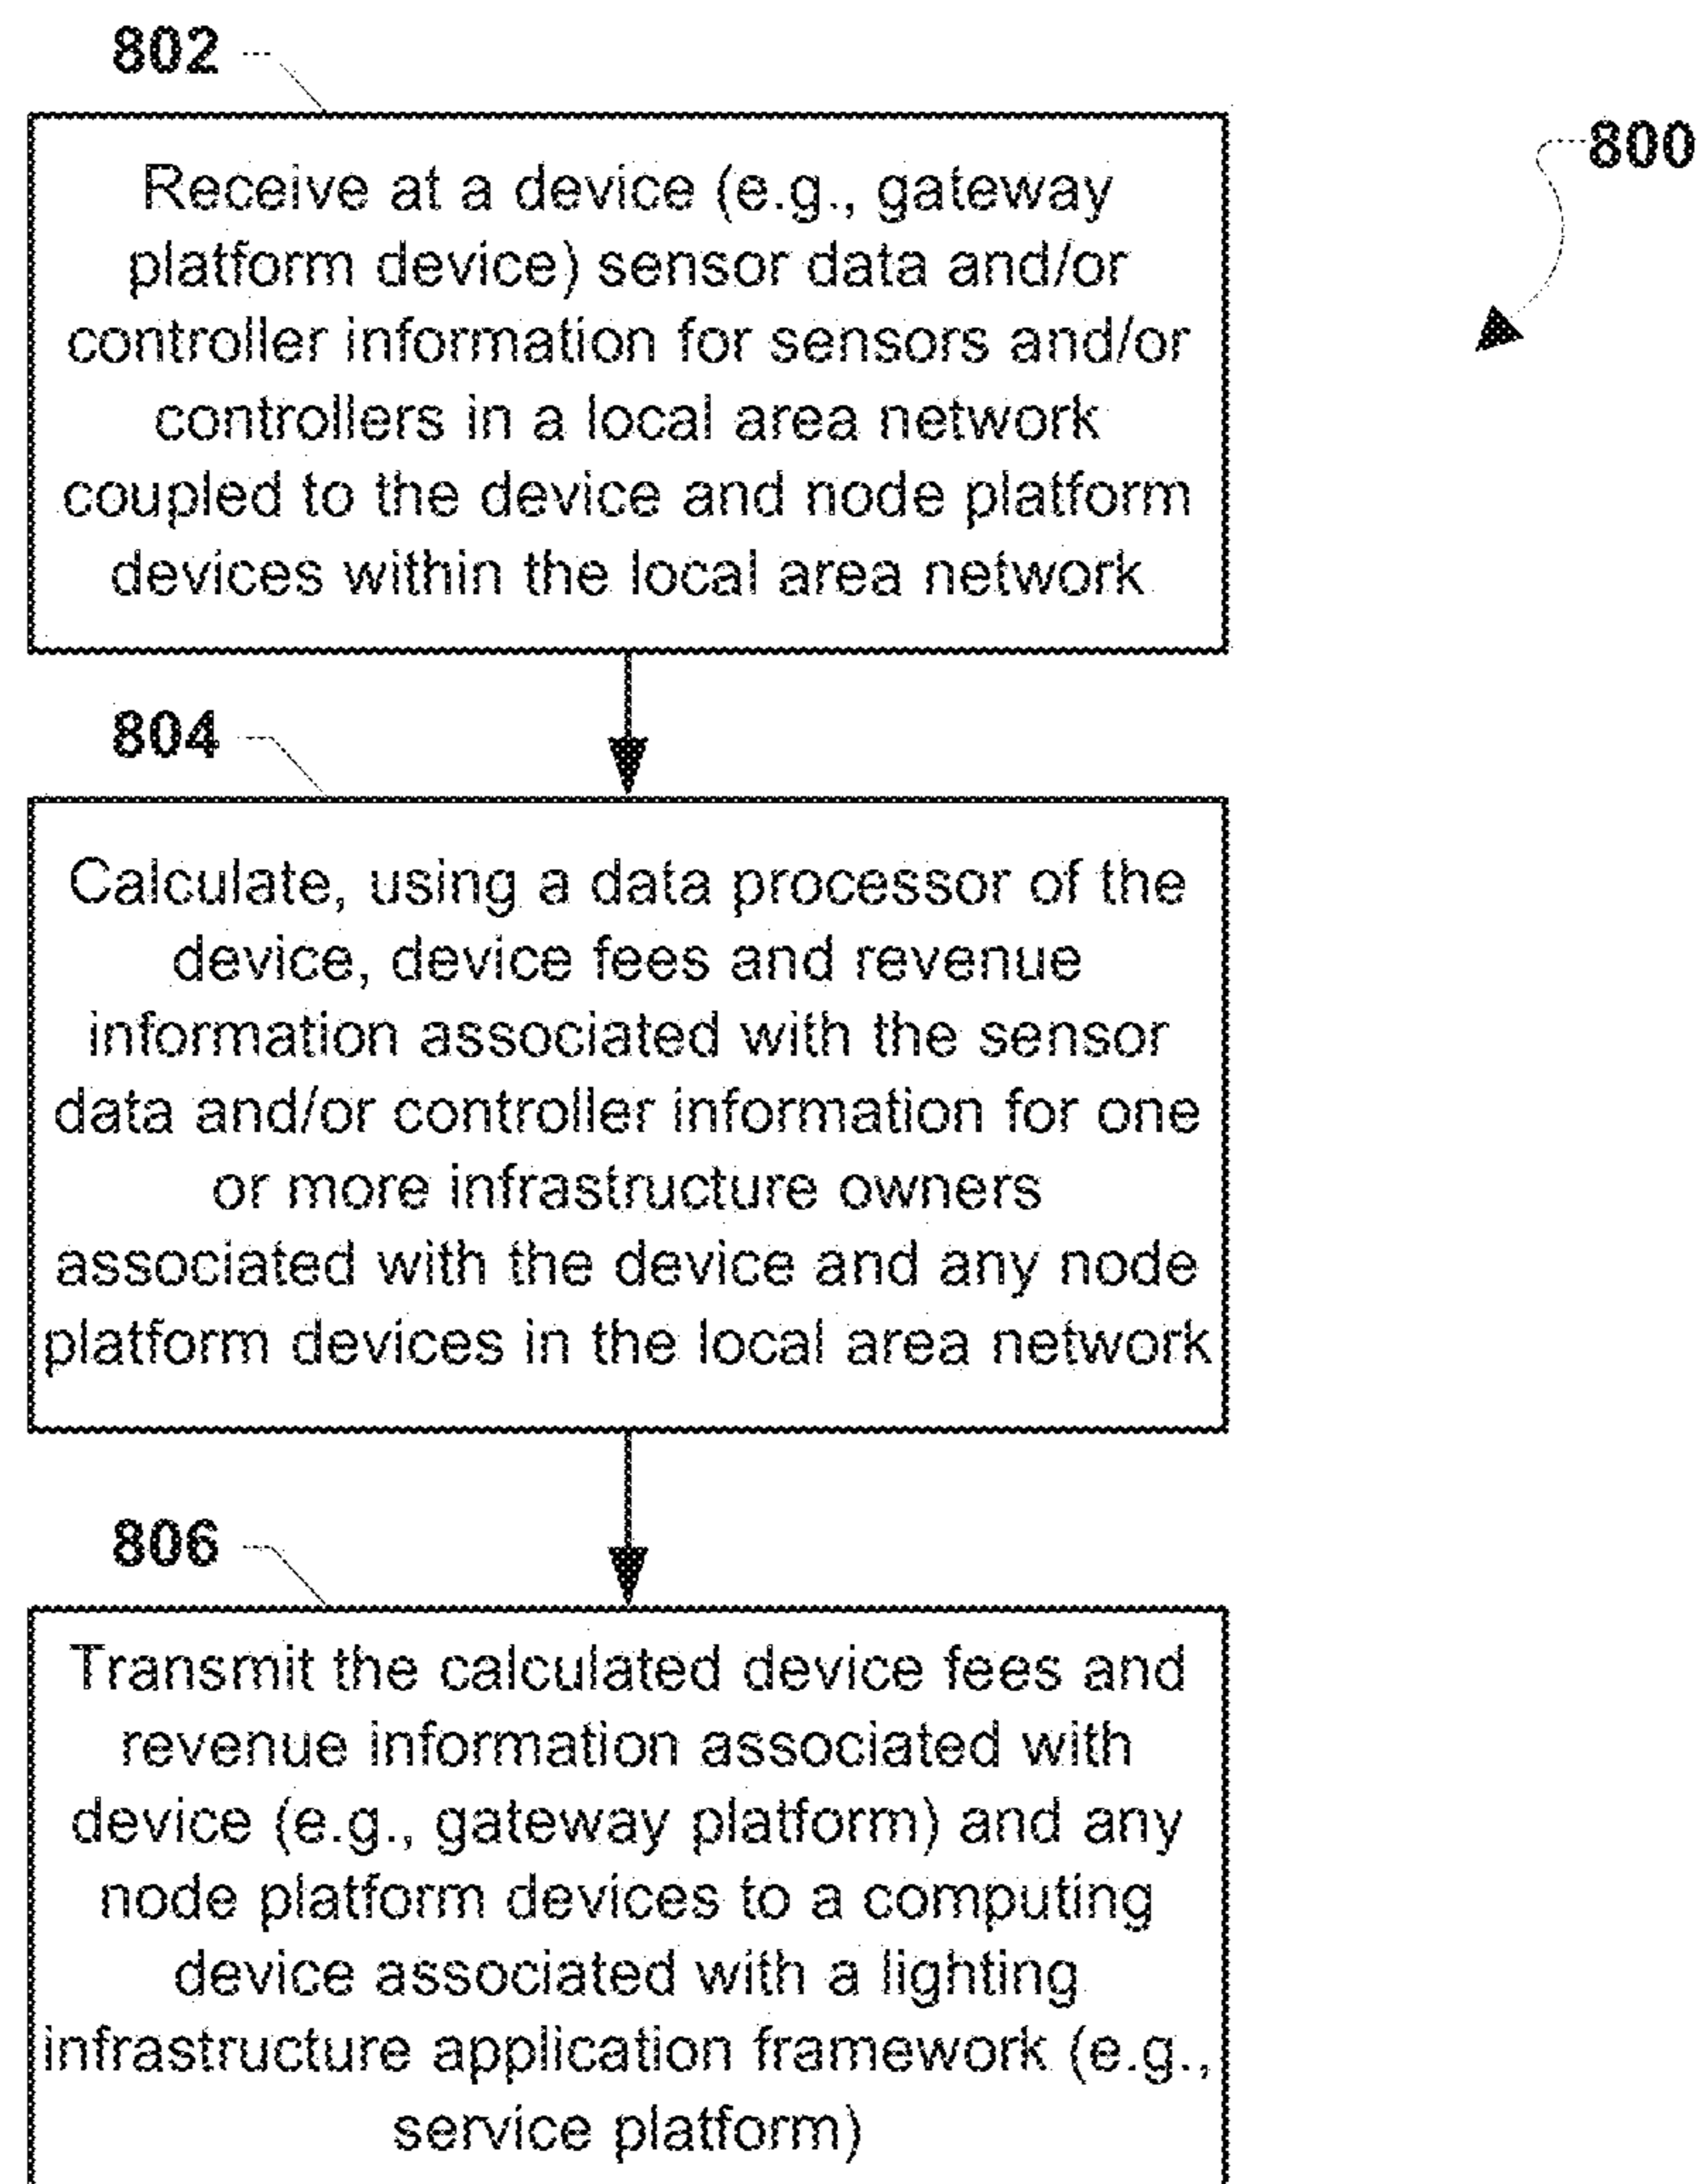 802
800
Receive at a device (e.g., gateway
platform device) sensor data and/or
controller information for sensors and/or
controllers in a local area network
coupled to the device and node platform
devices within the local area network
804
Calculate, using a data processor of the
device, device fees and revenue
information associated with the sensor
data and/or controller information for one
or more infrastructure owners
associated with the device and any node
platform devices in the local area network
806
Transmit the calculated device fees and
revenue information associated with
device (e.g., gateway platform) and any
node platform devices to a computing
device associated with a lighting
infrastructure application framework (e.g.,
service platform)